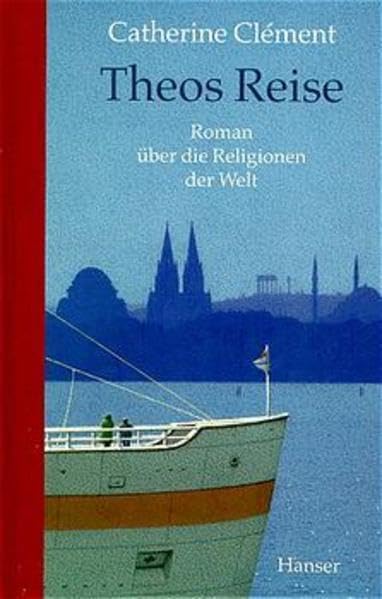 Catherine Clément
Theos Reise
Roman
über die Religionen
der Welt
Hanser